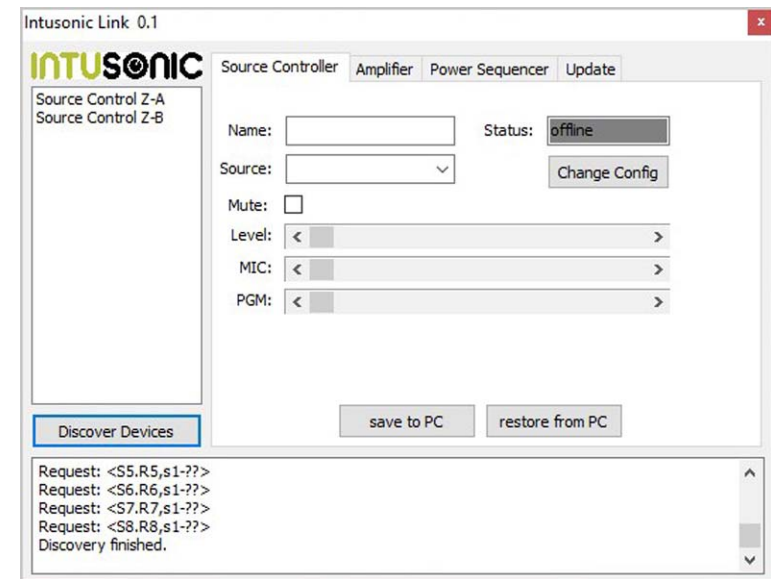 Intusonic Link 0.1
x
INTUSONIC
Source Control Z-A
Source Control Z-B
Discover Devices
Source Controller Amplifier Power Sequencer Update
Name: Status: offline
Source: Change Config
Mute:
Level:
MIC:
PGM:
save to PC restore from PC
Request: <S5.R5,s1-??>
Request: <S6.R6,s1-??>
Request: <S7.R7,s1-??>
Request: <S8.R8,s1-??>
Discovery finished.